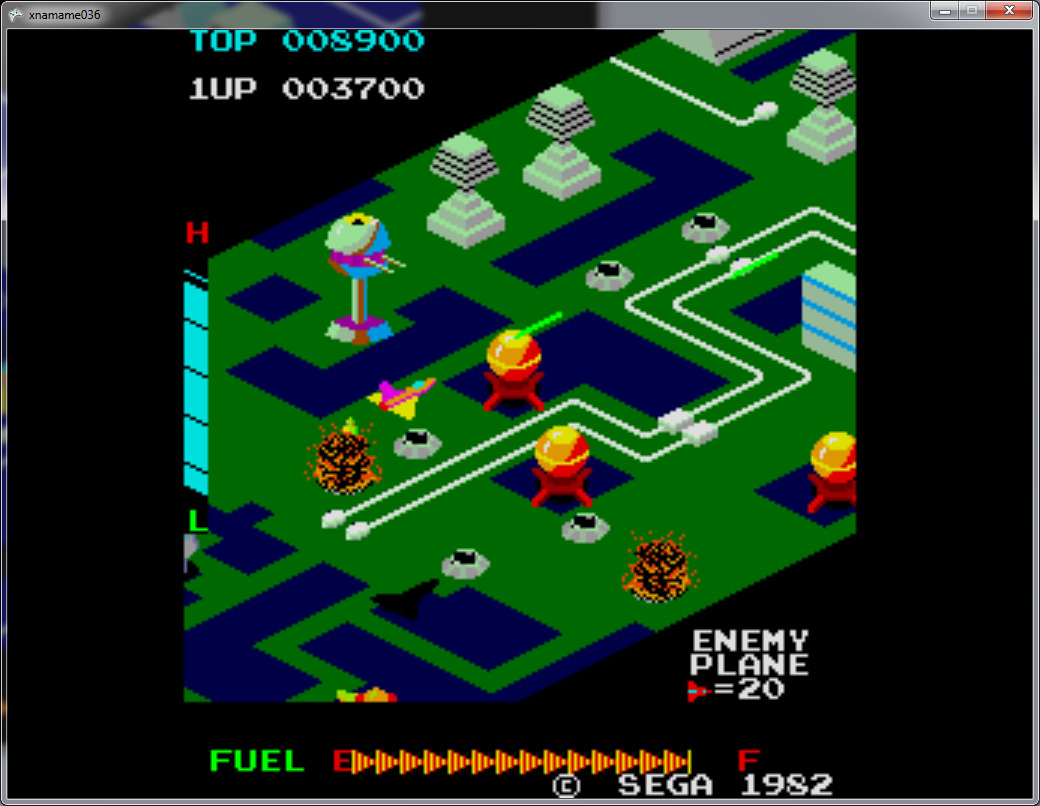 xnamame036
TOP 008900
1UP 003700
H
L
ENEMY
PLANE
=20
FUEL E F
© SEGA 1982